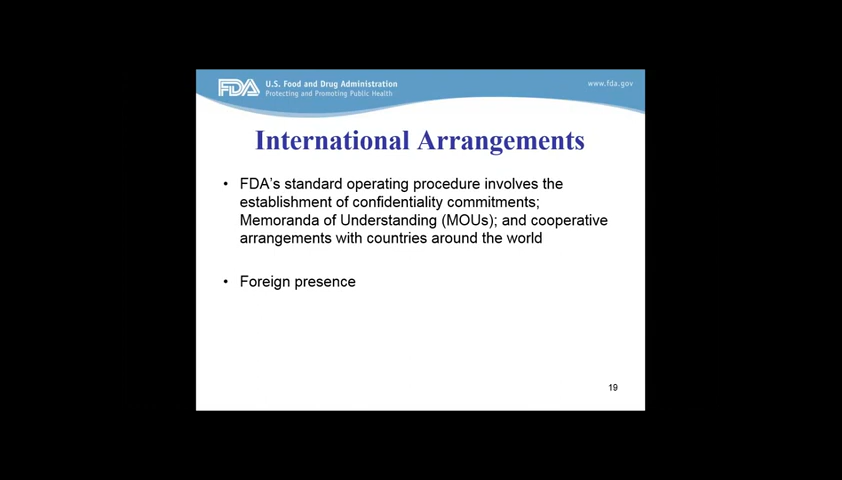 FDA U.S. Food and Drug Administration www.fda.gov
Protecting and Promoting Public Health
International Arrangements
• FDA's standard operating procedure involves the
establishment of confidentiality commitments;
Memoranda of Understanding (MOUs); and cooperative
arrangements with countries around the world
• Foreign presence
19